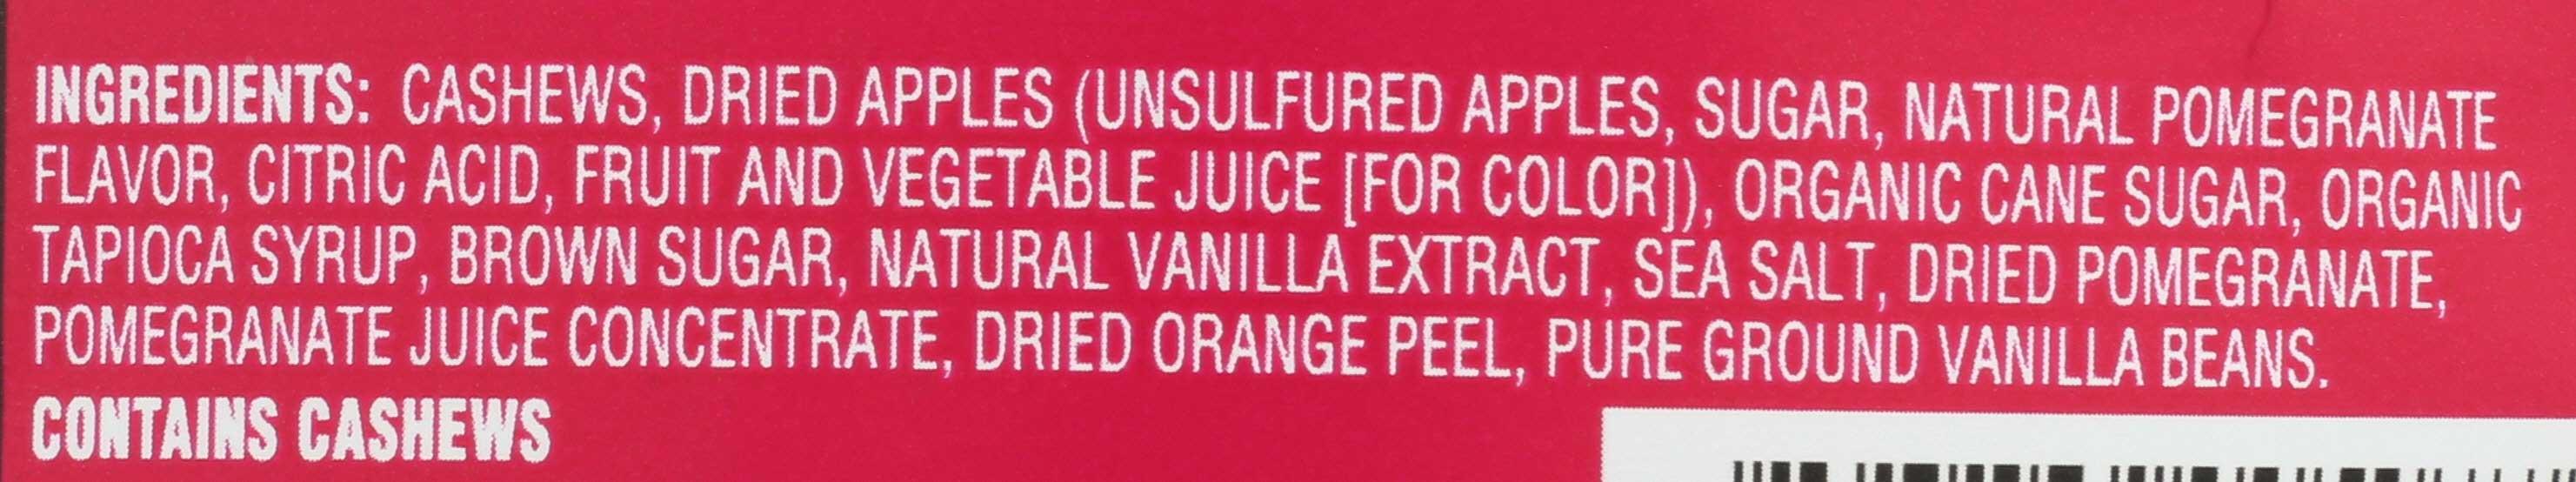 INGREDIENTS: CASHEWS, DRIED APPLES (UNSULFURED APPLES, SUGAR, NATURAL POMEGRANATE
FLAVOR, CITRIC ACID, FRUIT AND VEGETABLE JUICE [FOR COLOR]), ORGANIC CANE SUGAR, ORGANIC
TAPIOCA SYRUP, BROWN SUGAR, NATURAL VANILLA EXTRACT, SEA SALT, DRIED POMEGRANATE,
POMEGRANATE JUICE CONCENTRATE, DRIED ORANGE PEEL, PURE GROUND VANILLA BEANS.
CONTAINS CASHEWS